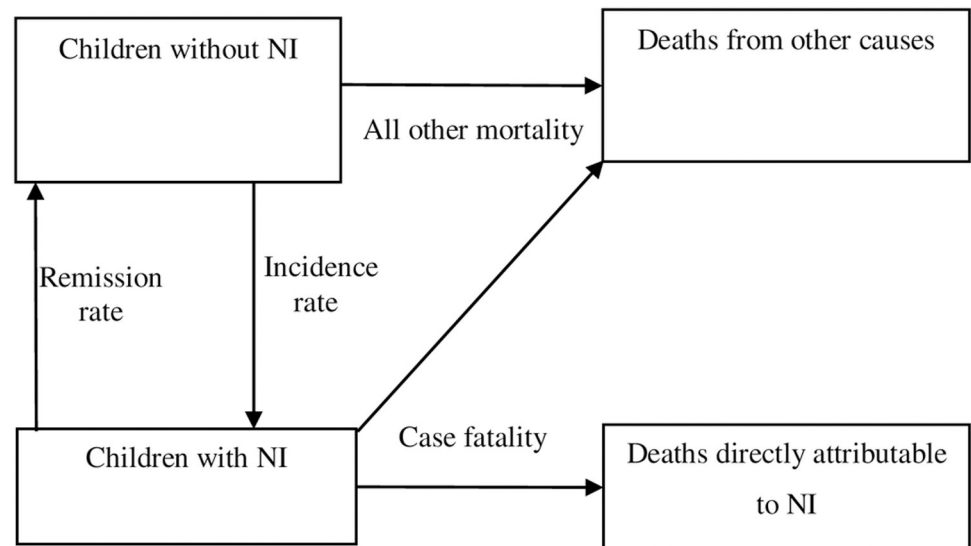 Children without NI
Deaths from other causes
All other mortality
Remission
rate
Incidence
rate
Children with NI
Case fatality
Deaths directly attributable
to NI